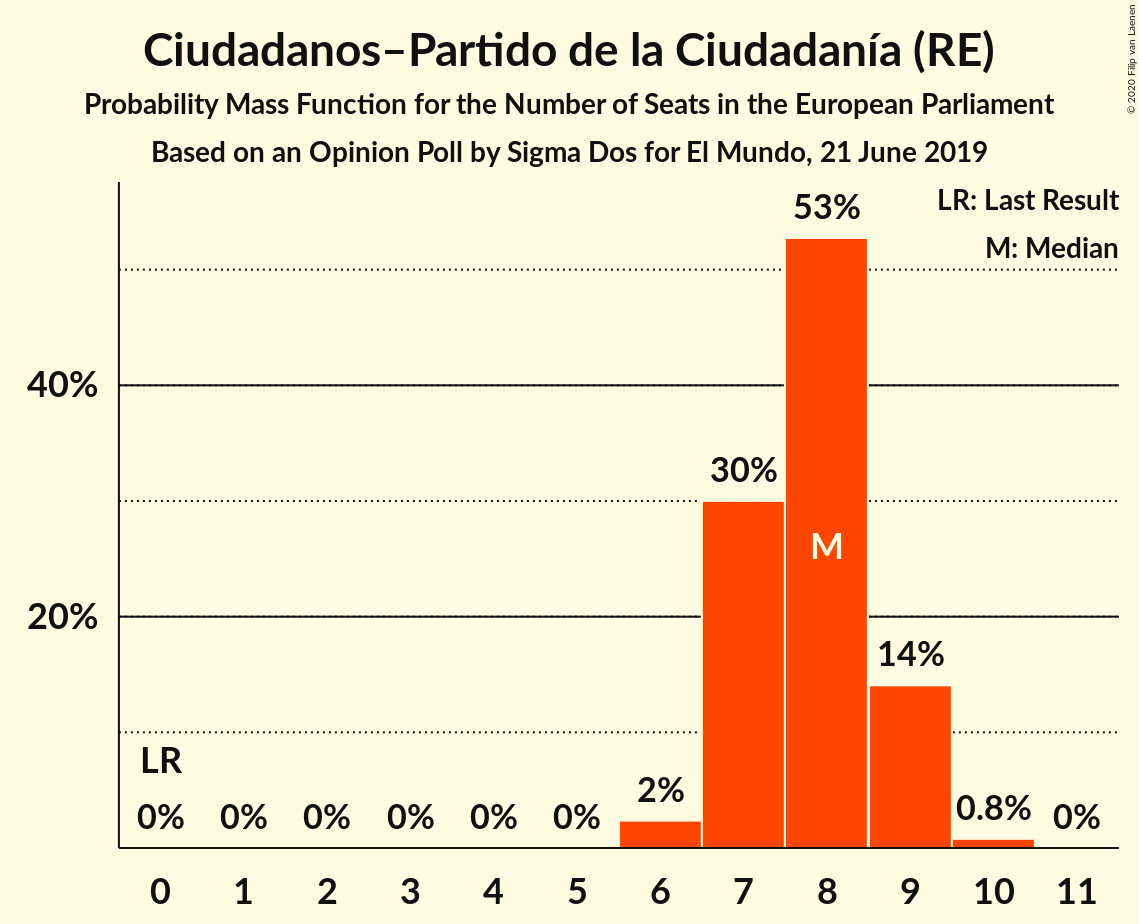 Ciudadanos–Partido de la Ciudadanía (RE)
Probability Mass Function for the Number of Seats in the European Parliament
Based on an Opinion Poll by Sigma Dos for El Mundo, 21 June 2019
© 2020 Filip van Laenen
LR: Last Result
M: Median
53%
40%
30%
M
20%
14%
LR
2%
0% 0% 0% 0% 0% 0% 0.8% 0%
0 1 2 3 4 5 6 7 8 9 10 11